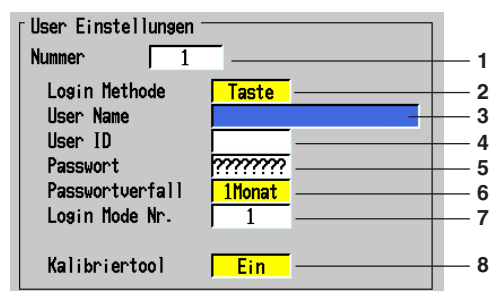 User Einstellungen
Nummer 1 1
Login Methode Taste 2
User Name 3
User ID 4
Passwort ???????? 5
Passwortverfall 1Monat 6
Login Mode Nr. 1 7
Kalibriertool Ein 8